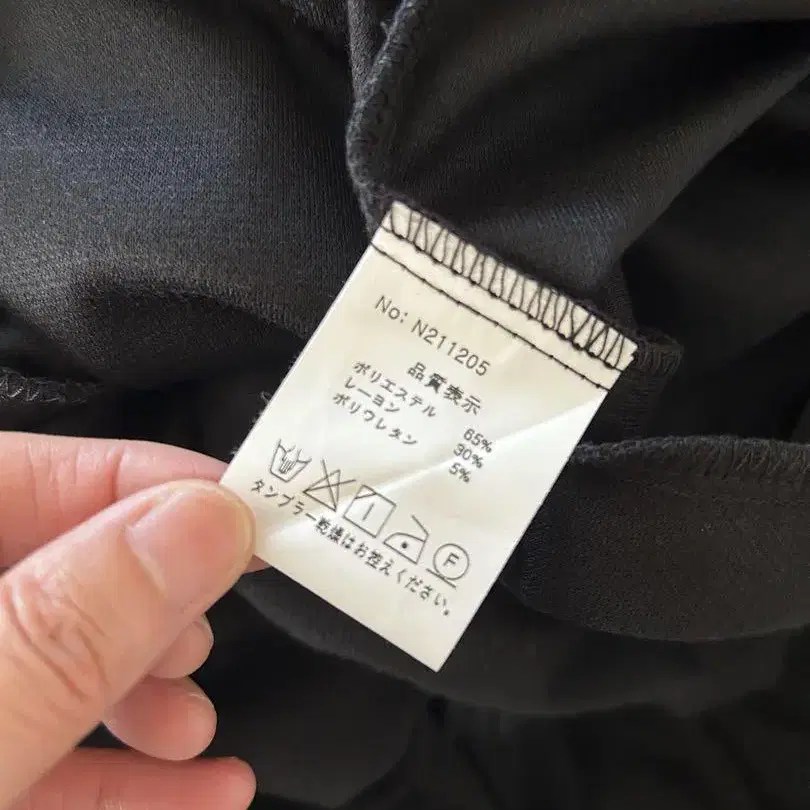 No: N211205
品質表示
ポリエステル 65%
レーヨン 30%
ポリウレタン 5%
F
タンブラー乾燥はお控えください。